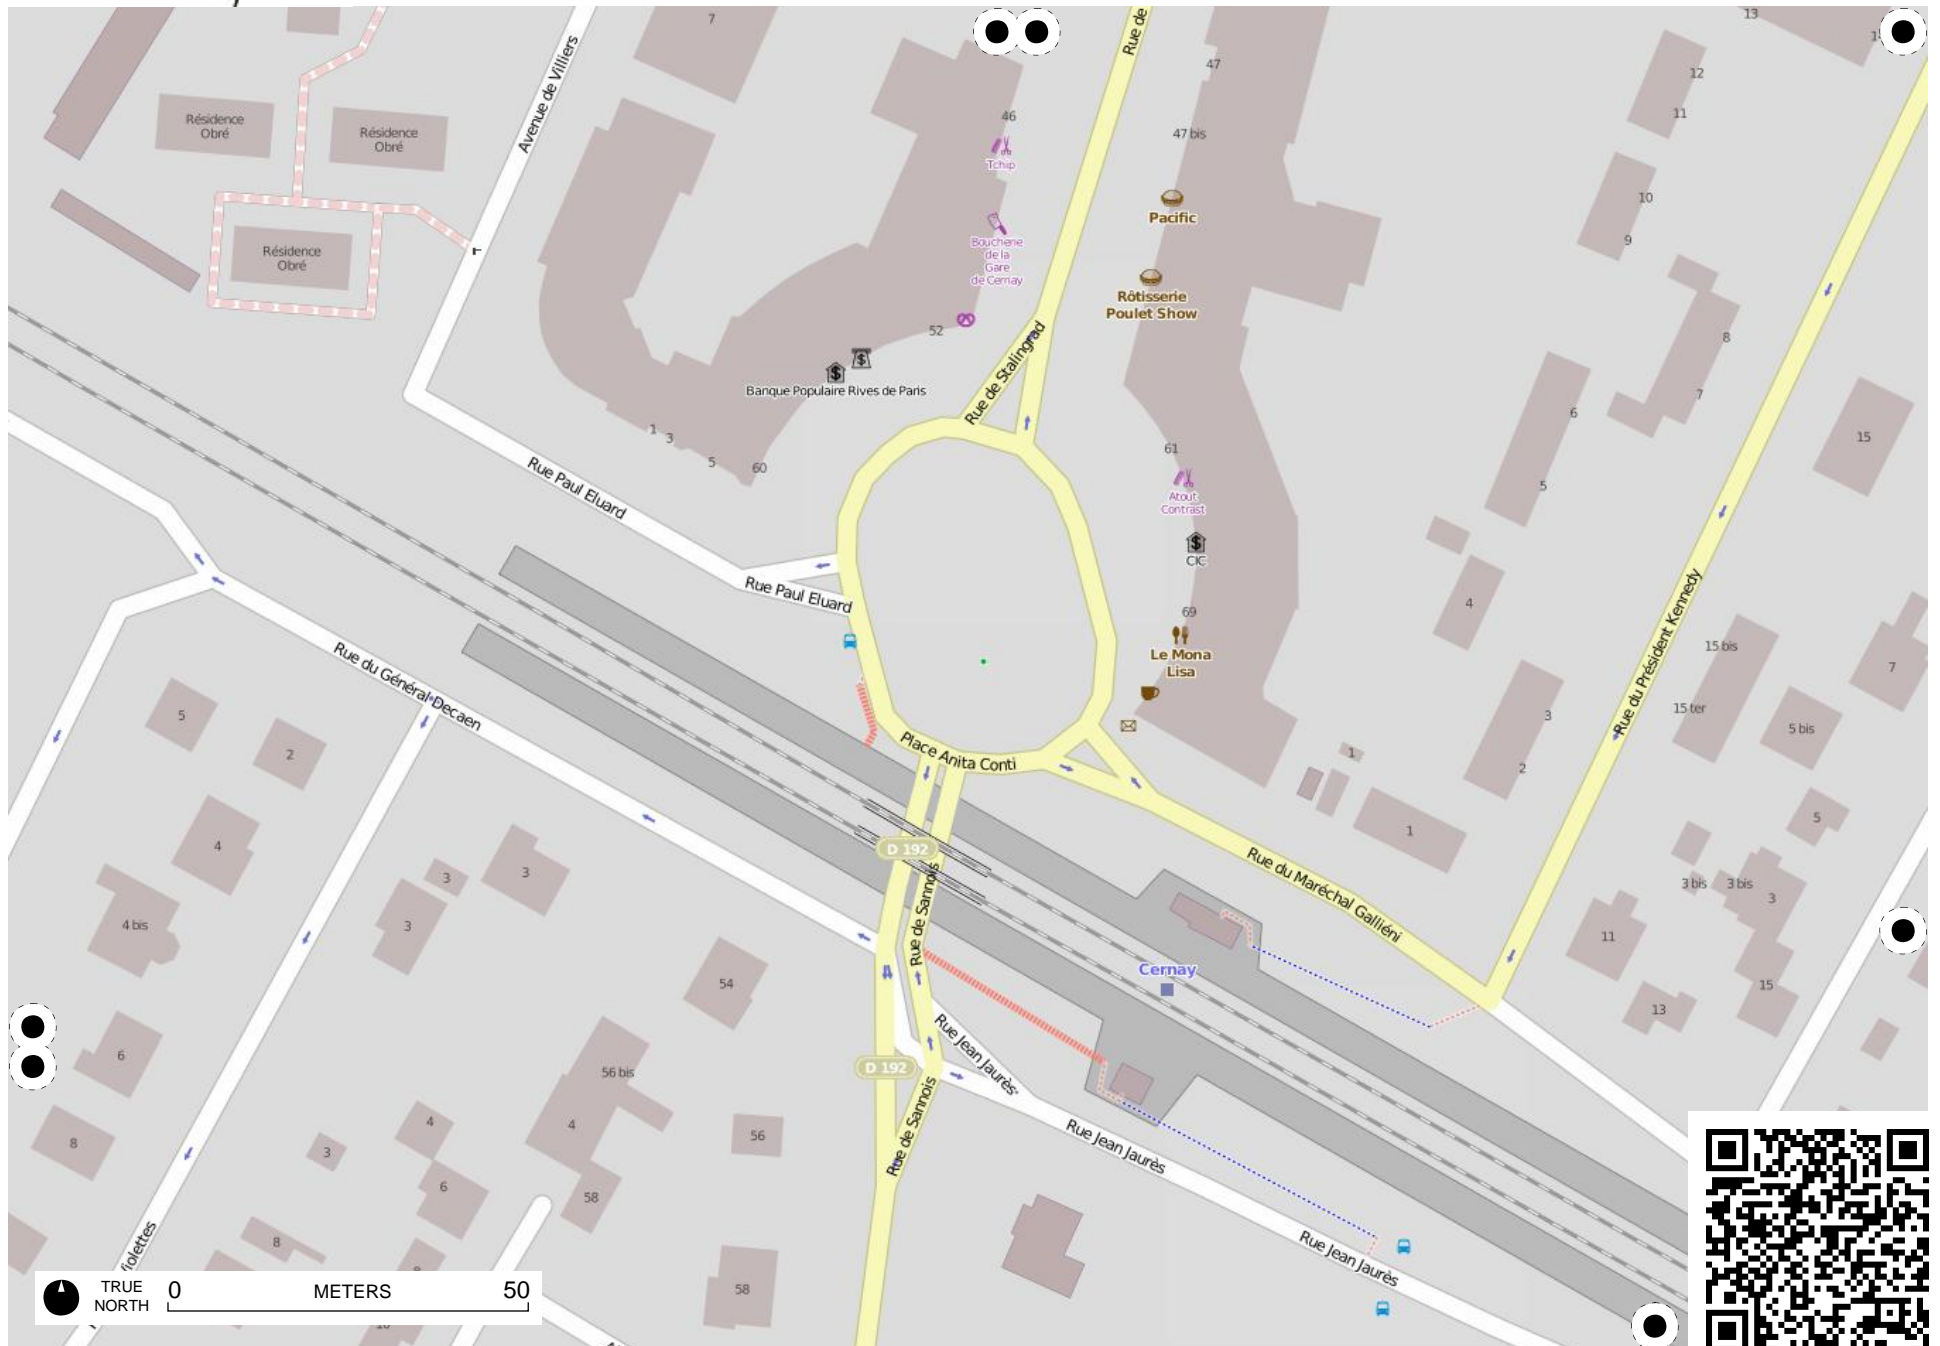 7
13
Rue de
47
12
11
Avenue de Villiers
Résidence
Obré
Résidence
Obré
46
47 bis
Tchip
10
Pacific
9
Boucherie
de la
Gare
de Cernay
Résidence
Obré
Rôtisserie
Poulet Show
52
8
Rue de Stalingrad
Banque Populaire Rives de Paris
7
6
1
3
5
60
61
15
Rue Paul Eluard
Atout
Contrast
5
CIC
Rue Paul Eluard
4
69
Rue du Président Kennedy
15 bis
Le Mona
Lisa
7
Rue du Général Decaen
5
15 ter
3
5 bis
2
Place Anita Conti
1
2
4
1
5
D 192
3
3
Rue du Maréchal Galliéni
3 bis
3 bis
3
4 bis
3
Rue de Sannois
11
Cernay
54
15
13
6
Rue Jean Jaurès
56 bis
D 192
4
4
56
Rue de Sannois
Rue Jean Jaurès
8
3
6
58
8
Rue Jean Jaurès
58
TRUE
NORTH
0
METERS
50